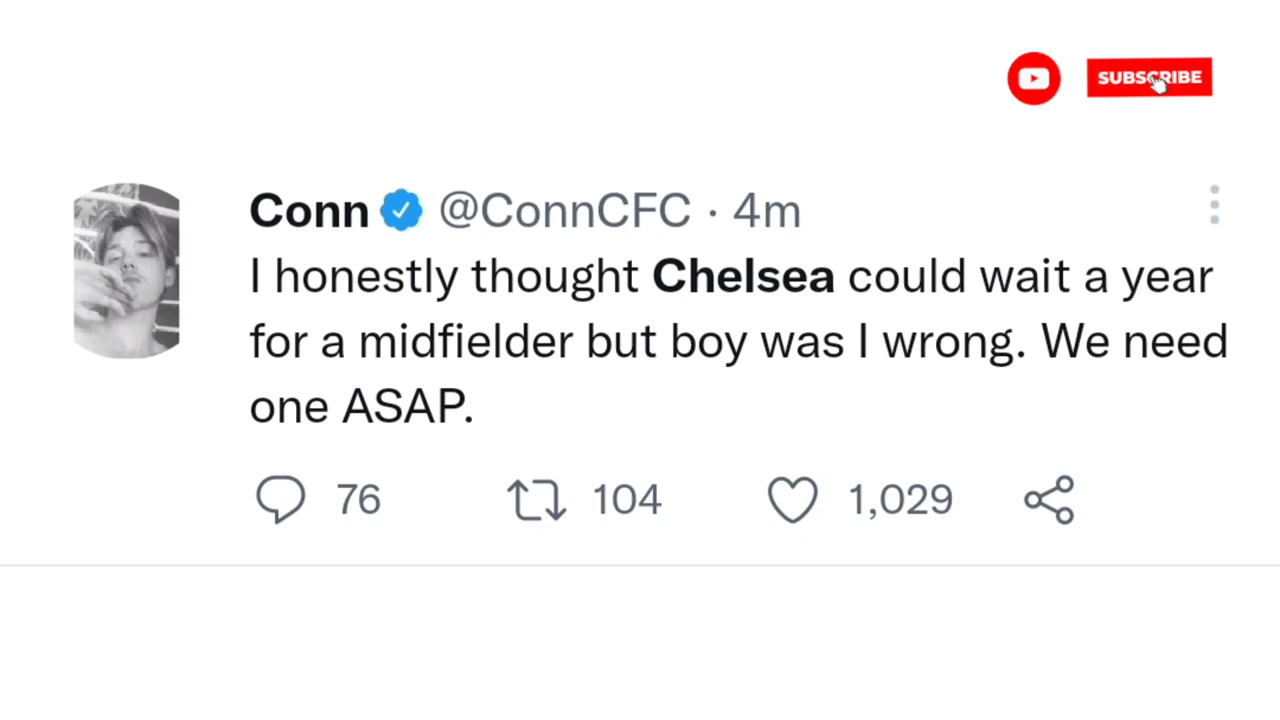 SUBSCRIBE
Conn @ConnCFC · 4m
I honestly thought Chelsea could wait a year
for a midfielder but boy was I wrong. We need
one ASAP.
76 104 1,029